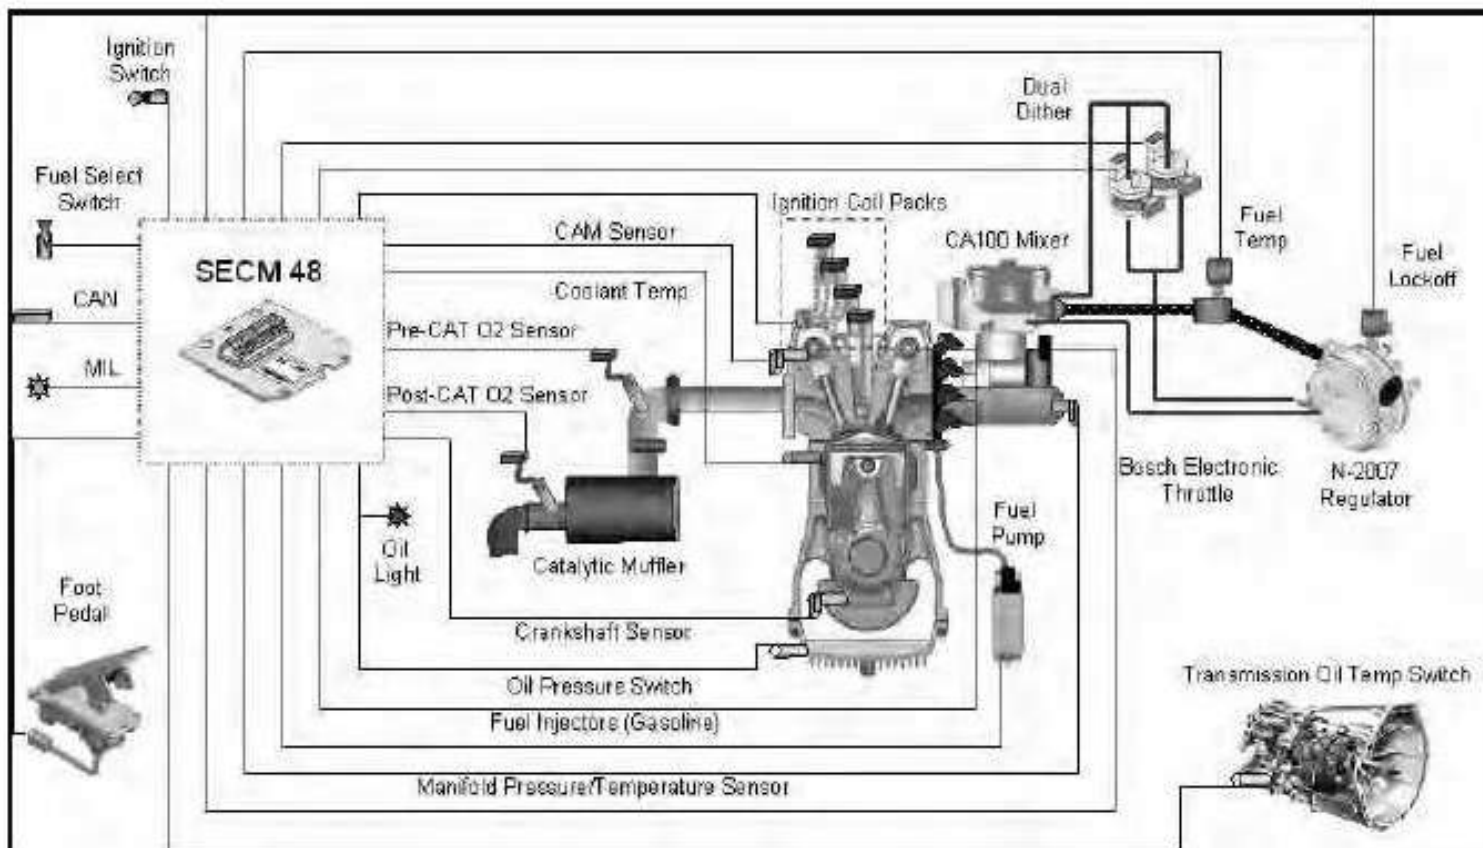 Ignition
Switch
Dual
Dither
Fuel Select
Switch
Ignition Coil Packs
CAM Sensor
CA100 Mixer
Fuel
Temp
Fuel
Lockoff
SECM 48
CAN
Coolant Temp
Pre-CAT O2 Sensor
MIL
Post-CAT O2 Sensor
Bosch Electronic
Throttle
N-2007
Regulator
Fuel
Pump
Oil
Light
Catalytic Muffler
Foot
Pedal
Crankshaft Sensor
Oil Pressure Switch
Transmission Oil Temp Switch
Fuel Injectors (Gasoline)
Manifold Pressure/Temperature Sensor